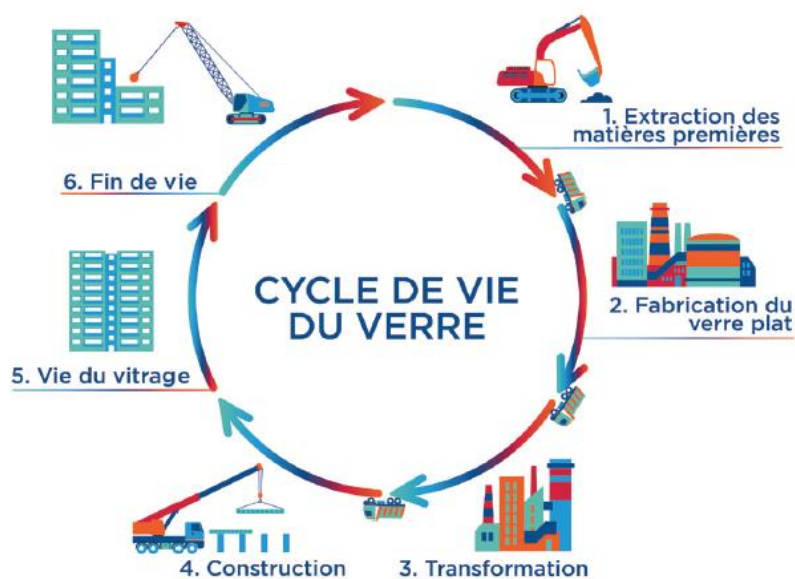 CYCLE DE VIE
DU VERRE
1. Extraction des
matières premières
2. Fabrication du
verre plat
3. Transformation
4. Construction
5. Vie du vitrage
6. Fin de vie